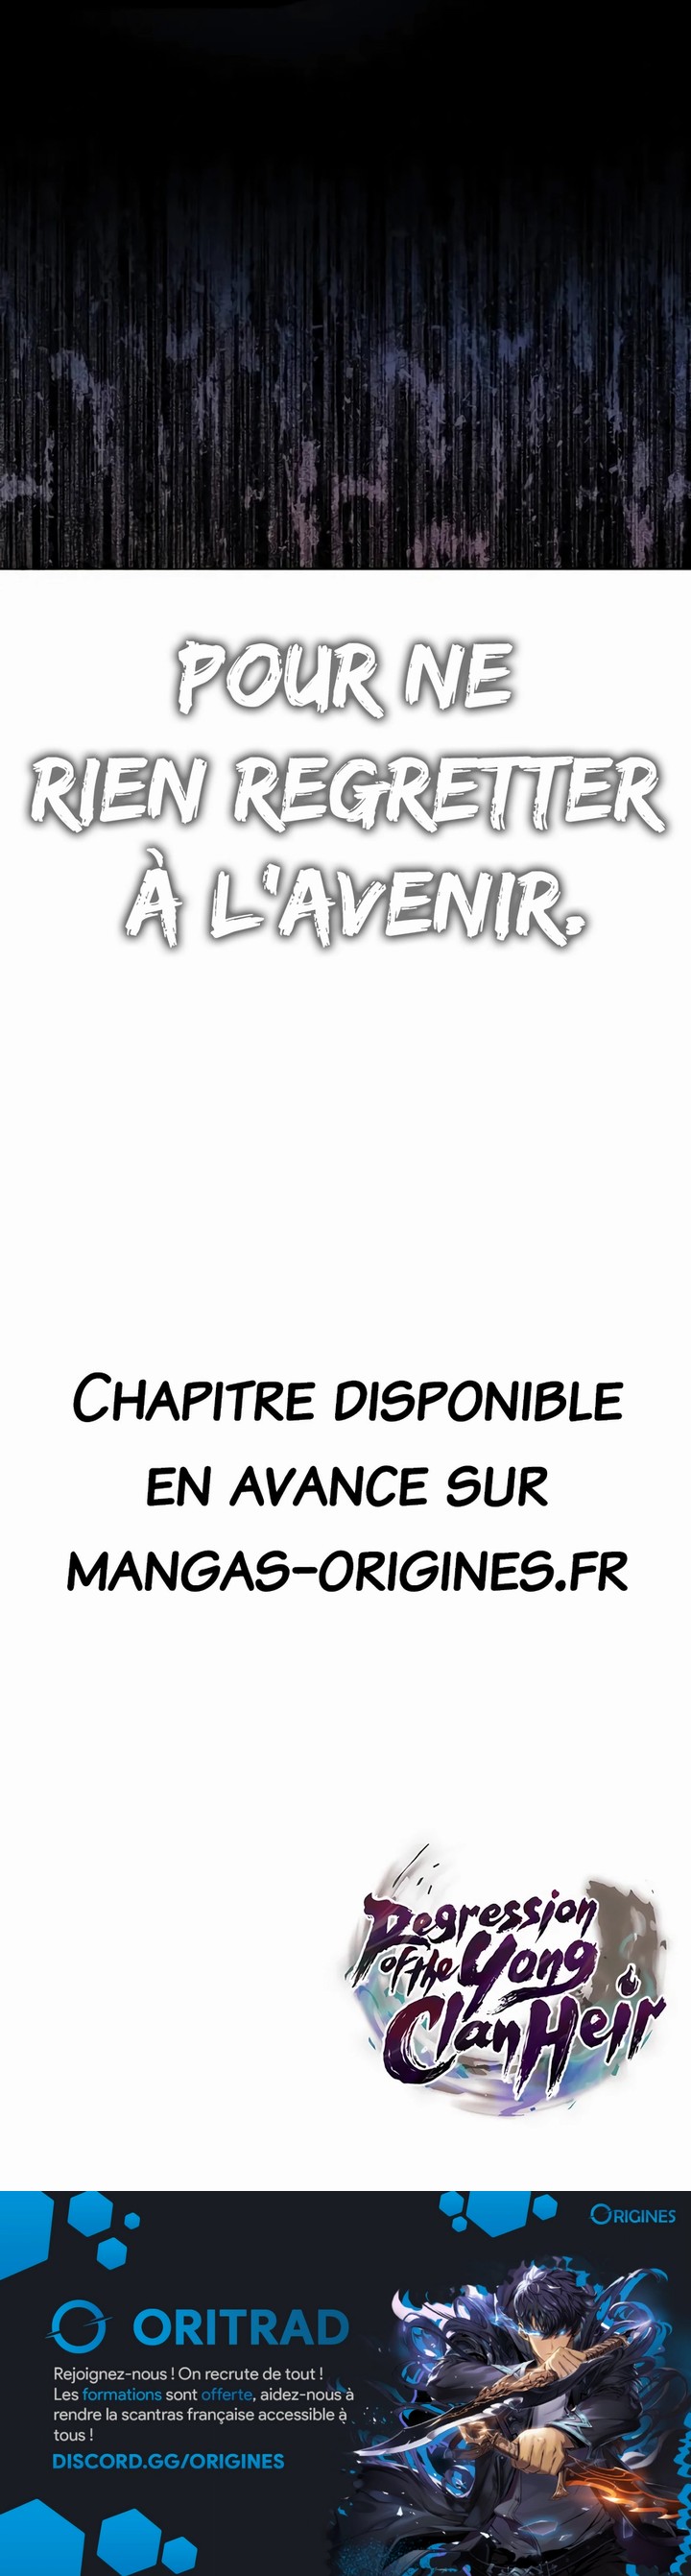 POUR NE
RIEN REGRETTER
À L'AVENIR.
CHAPITRE DISPONIBLE
EN AVANCE SUR
MANGAS-ORIGINES.FR
Regression
of the Yong
Clan Heir
ORIGINES
ORITRAD
Rejoignez-nous ! On recrute de tout !
Les formations sont offerte, aidez-nous à
rendre la scantras française accessible à
tous !
DISCORD.GG/ORIGINES